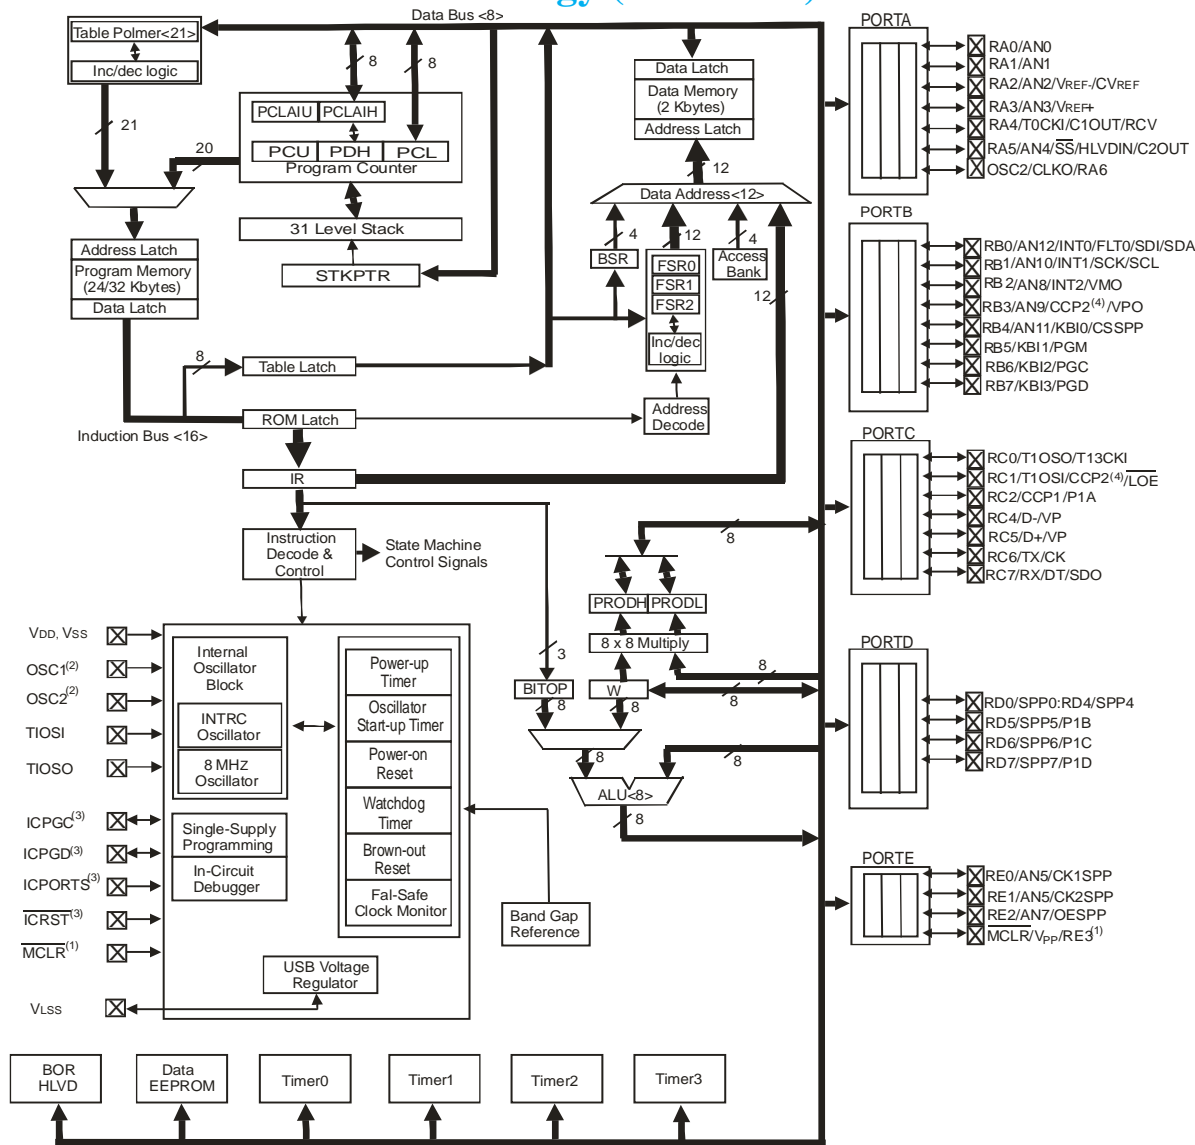 Data Bus <8>
Table Polmer<21>
Inc/dec logic
21
20
8
8
PCLAIU PCLAIH
PCU PDH PCL
Program Counter
31 Level Stack
STKPTR
Address Latch
Program Memory
(24/32 Kbytes)
Data Latch
8
Table Latch
ROM Latch
Induction Bus <16>
IR
Instruction
Decode &
Control
State Machine
Control Signals
Data Latch
Data Memory
(2 Kbytes)
Address Latch
12
Data Address<12>
4
12
4
BSR
FSR0
FSR1
FSR2
Inc/dec
logic
Access
Bank
12
Address
Decode
8
PRODH PRODL
8 x 8 Multiply
3
8
BITOP
W
8
8
8
8
8
ALU<8>
8
VDD, VSS
OSC1(2)
OSC2(2)
TIOSI
TIOSO
ICPGC(3)
ICPGD(3)
ICPORTS(3)
ICRST(3)
MCLR(1)
VLSS
Internal
Oscillator
Block
INTRC
Oscillator
8 MHz
Oscillator
Single-Supply
Programming
In-Circuit
Debugger
Power-up
Timer
Oscillator
Start-up Timer
Power-on
Reset
Watchdog
Timer
Brown-out
Reset
Fal-Safe
Clock Monitor
USB Voltage
Regulator
Band Gap
Reference
BOR
HLVD
Data
EEPROM
Timer0
Timer1
Timer2
Timer3
PORTA
RA0/AN0
RA1/AN1
RA2/AN2/VREF-/CVREF
RA3/AN3/VREF+
RA4/T0CKI/C1OUT/RCV
RA5/AN4/SS/HLVDIN/C2OUT
OSC2/CLKO/RA6
PORTB
RB0/AN12/INT0/FLT0/SDI/SDA
RB1/AN10/INT1/SCK/SCL
RB2/AN8/INT2/VMO
RB3/AN9/CCP2(4)/VPO
RB4/AN11/KBI0/CSSPP
RB5/KBI1/PGM
RB6/KBI2/PGC
RB7/KBI3/PGD
PORTC
RC0/T1OSO/T13CKI
RC1/T1OSI/CCP2(4)/LOE
RC2/CCP1/P1A
RC4/D-/VP
RC5/D+/VP
RC6/TX/CK
RC7/RX/DT/SDO
PORTD
RD0/SPP0:RD4/SPP4
RD5/SPP5/P1B
RD6/SPP6/P1C
RD7/SPP7/P1D
PORTE
RE0/AN5/CK1SPP
RE1/AN5/CK2SPP
RE2/AN7/OESPP
MCLR/VPP/RE3(1)